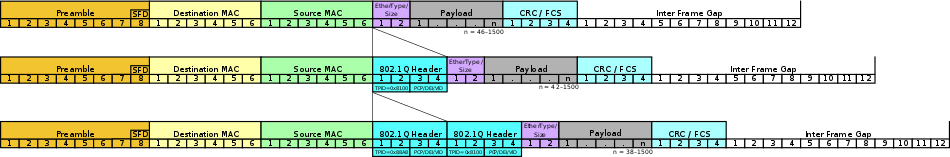 Preamble SFD Destination MAC Source MAC EtherType/ Size Payload CRC / FCS Inter Frame Gap
1 2 3 4 5 6 7 8 1 2 3 4 5 6 1 2 3 4 5 6 1 2 1 . . . n 1 2 3 4 1 2 3 4 5 6 7 8 9 10 11 12
n = 46–1500
Preamble SFD Destination MAC Source MAC 802.1Q Header EtherType/ Size Payload CRC / FCS Inter Frame Gap
1 2 3 4 5 6 7 8 1 2 3 4 5 6 1 2 3 4 5 6 1 2 3 4 1 2 1 . . . n 1 2 3 4 1 2 3 4 5 6 7 8 9 10 11 12
TPID=0x8100 PCP/DEI/VID n = 42–1500
Preamble SFD Destination MAC Source MAC 802.1Q Header 802.1Q Header EtherType/ Size Payload CRC / FCS Inter Frame Gap
1 2 3 4 5 6 7 8 1 2 3 4 5 6 1 2 3 4 5 6 1 2 3 4 1 2 3 4 1 2 1 . . . n 1 2 3 4 1 2 3 4 5 6 7 8 9 10 11 12
TPID=0x88A8 PCP/DEI/VID TPID=0x8100 PCP/DEI/VID n = 38–1500